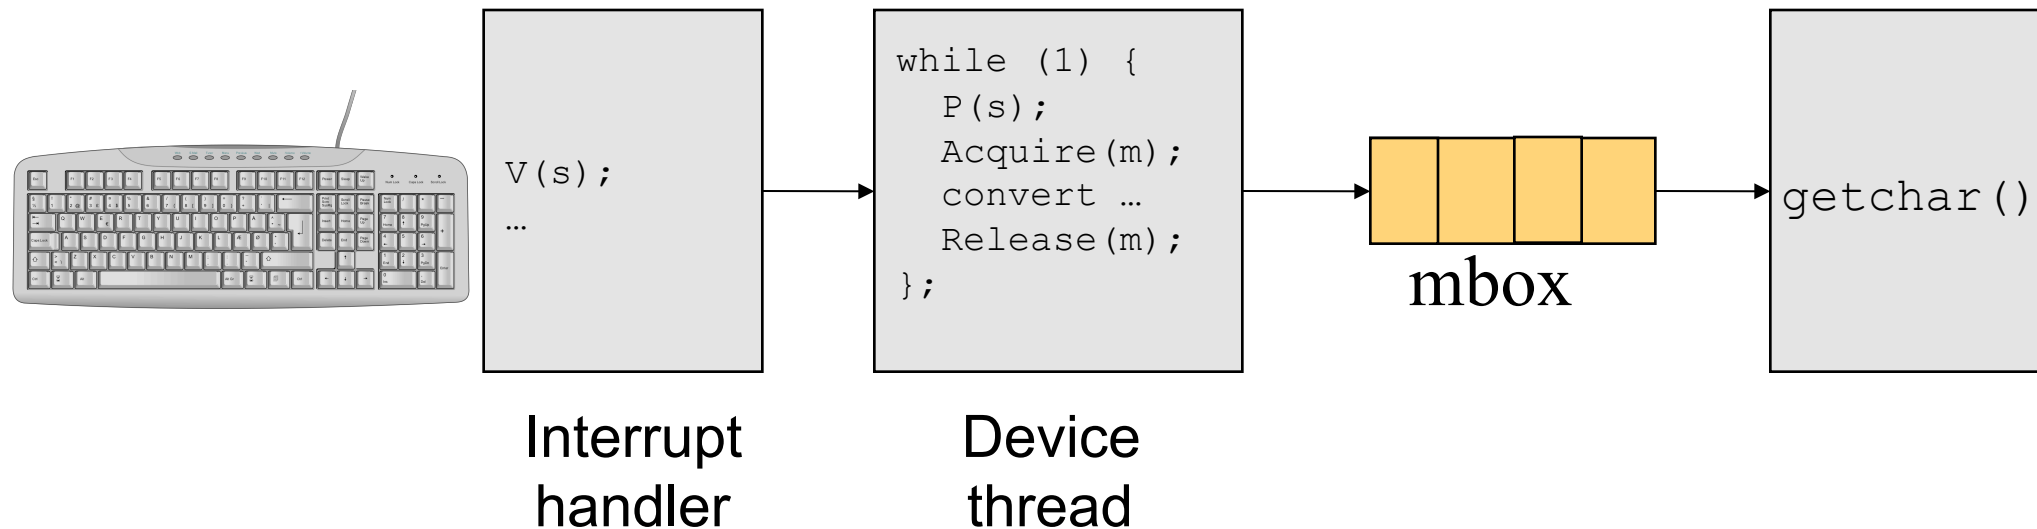 V(s);
…
while (1) {
P(s);
Acquire(m);
convert …
Release(m);
};
mbox
getchar()
Interrupt
handler
Device
thread